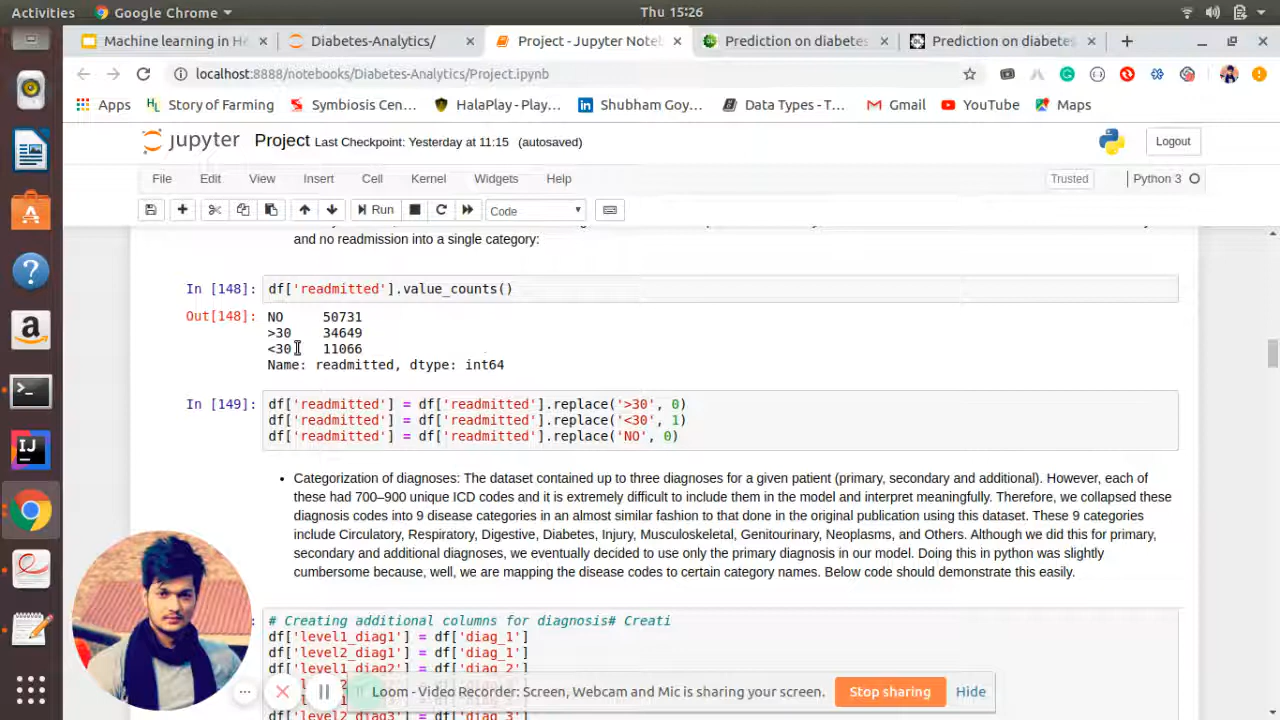 Activities Google Chrome Thu 15:26
Machine learning in He Diabetes-Analytics/ Project - Jupyter Noteb Prediction on diabetes Prediction on diabetes
localhost:8888/notebooks/Diabetes-Analytics/Project.ipynb
Apps Story of Farming Symbiosis Cen... HalaPlay - Play... Shubham Goy... Data Types - T... Gmail YouTube Maps
jupyter Project Last Checkpoint: Yesterday at 11:15 (autosaved) Logout
File Edit View Insert Cell Kernel Widgets Help Trusted Python 3
Run Code
and no readmission into a single category:
In [148]: df['readmitted'].value_counts()
Out[148]: NO 50731
>30 34649
<30 11066
Name: readmitted, dtype: int64
In [149]: df['readmitted'] = df['readmitted'].replace('>30', 0)
df['readmitted'] = df['readmitted'].replace('<30', 1)
df['readmitted'] = df['readmitted'].replace('NO', 0)
• Categorization of diagnoses: The dataset contained up to three diagnoses for a given patient (primary, secondary and additional). However, each of
these had 700–900 unique ICD codes and it is extremely difficult to include them in the model and interpret meaningfully. Therefore, we collapsed these
diagnosis codes into 9 disease categories in an almost similar fashion to that done in the original publication using this dataset. These 9 categories
include Circulatory, Respiratory, Digestive, Diabetes, Injury, Musculoskeletal, Genitourinary, Neoplasms, and Others. Although we did this for primary,
secondary and additional diagnoses, we eventually decided to use only the primary diagnosis in our model. Doing this in python was slightly
cumbersome because, well, we are mapping the disease codes to certain category names. Below code should demonstrate this easily.
# Creating additional columns for diagnosis# Creati
df['level1_diag1'] = df['diag_1']
df['level2_diag1'] = df['diag_1']
df['level1_diag2'] = df['diag_2']
Loom - Video Recorder: Screen, Webcam and Mic is sharing your screen. Stop sharing Hide